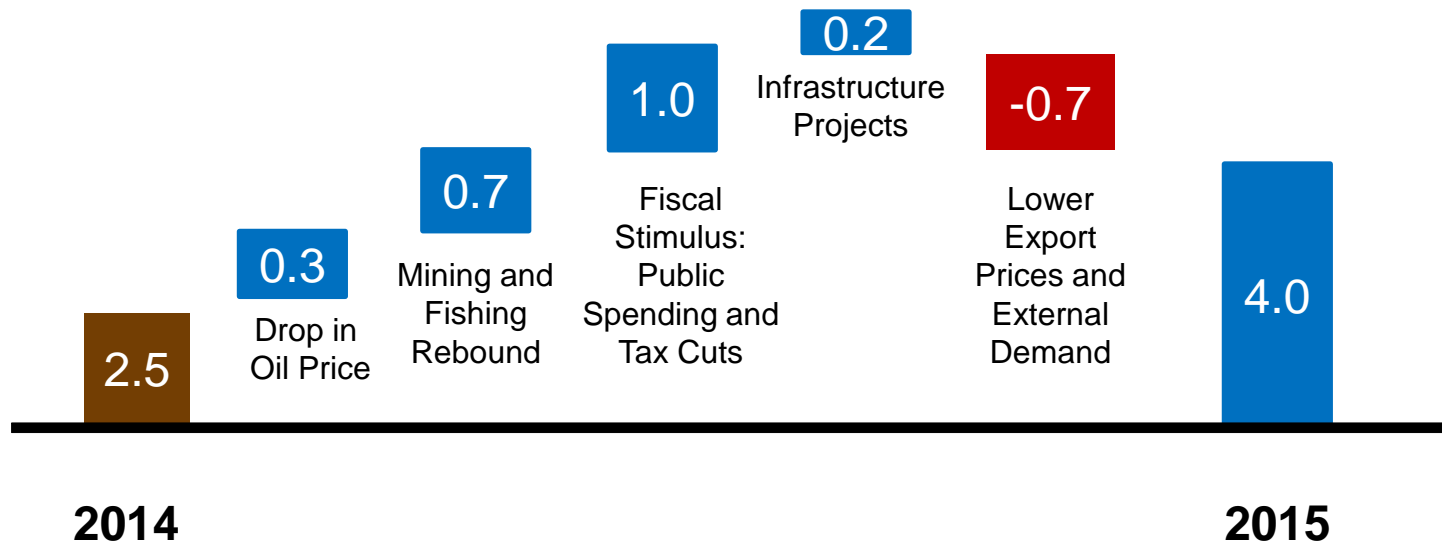 2.5
0.3
Drop in
Oil Price
0.7
Mining and
Fishing
Rebound
1.0
Fiscal
Stimulus:
Public
Spending and
Tax Cuts
0.2
Infrastructure
Projects
-0.7
Lower
Export
Prices and
External
Demand
4.0
2014
2015